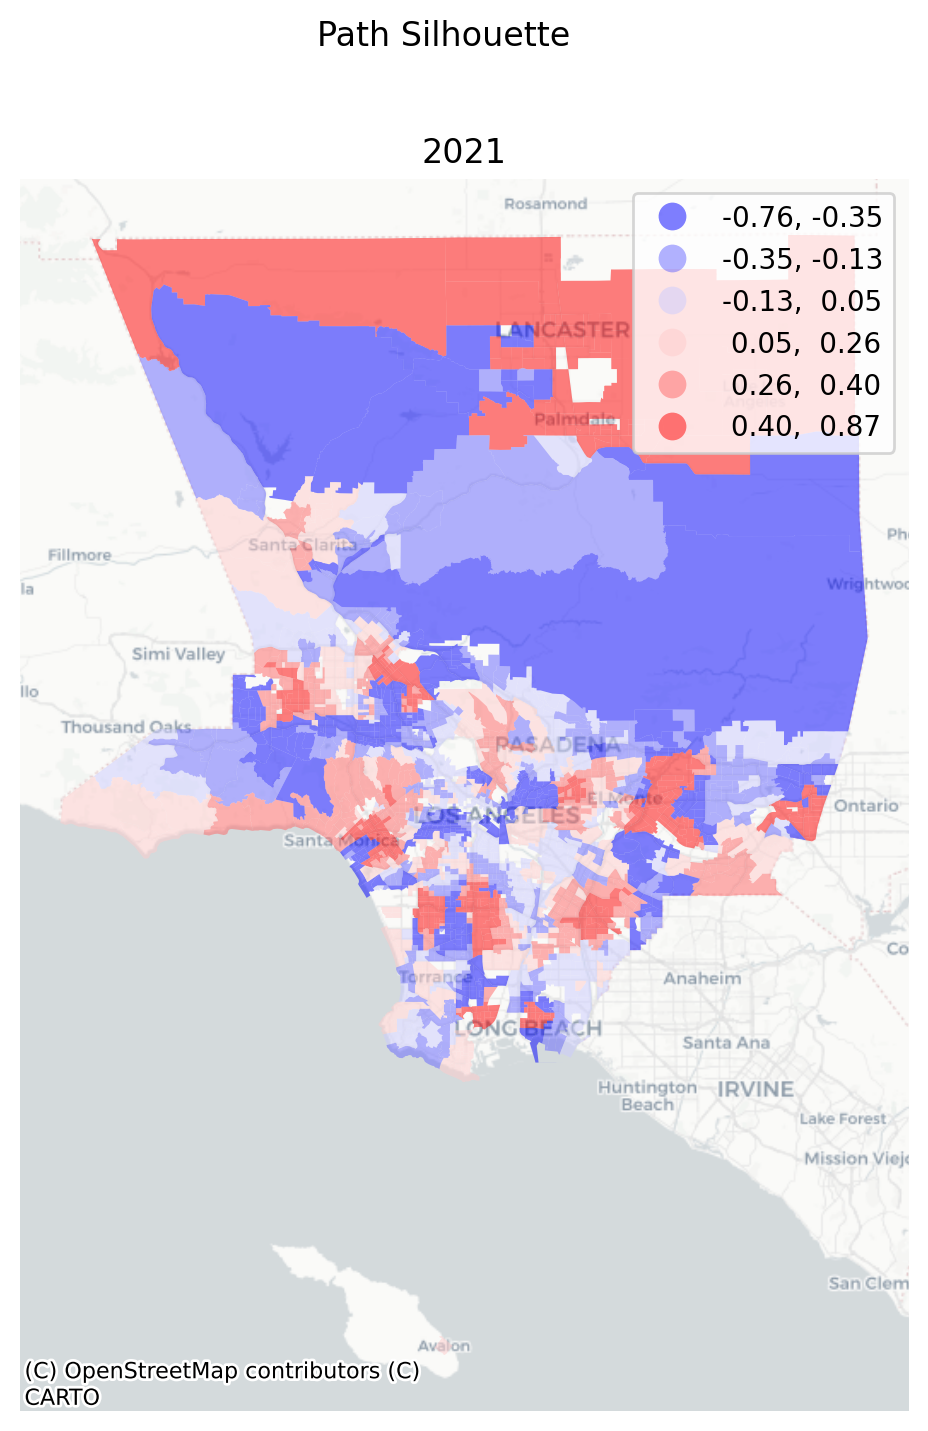 Path Silhouette
2021
Rosamond
-0.76, -0.35
-0.35, -0.13
-0.13,  0.05
0.05,  0.26
0.26,  0.40
0.40,  0.87
LANCASTER
Palmdale
Fillmore
Santa Clarita
Pho
la
Wrightwood
Simi Valley
llo
Thousand Oaks
PASADENA
El Monte
Ontario
LOS ANGELES
Santa Monica
Co
Torrance
Anaheim
LONG BEACH
Santa Ana
Huntington
Beach
IRVINE
Lake Forest
Mission Viejo
San Clem
Avalon
(C) OpenStreetMap contributors (C)
CARTO